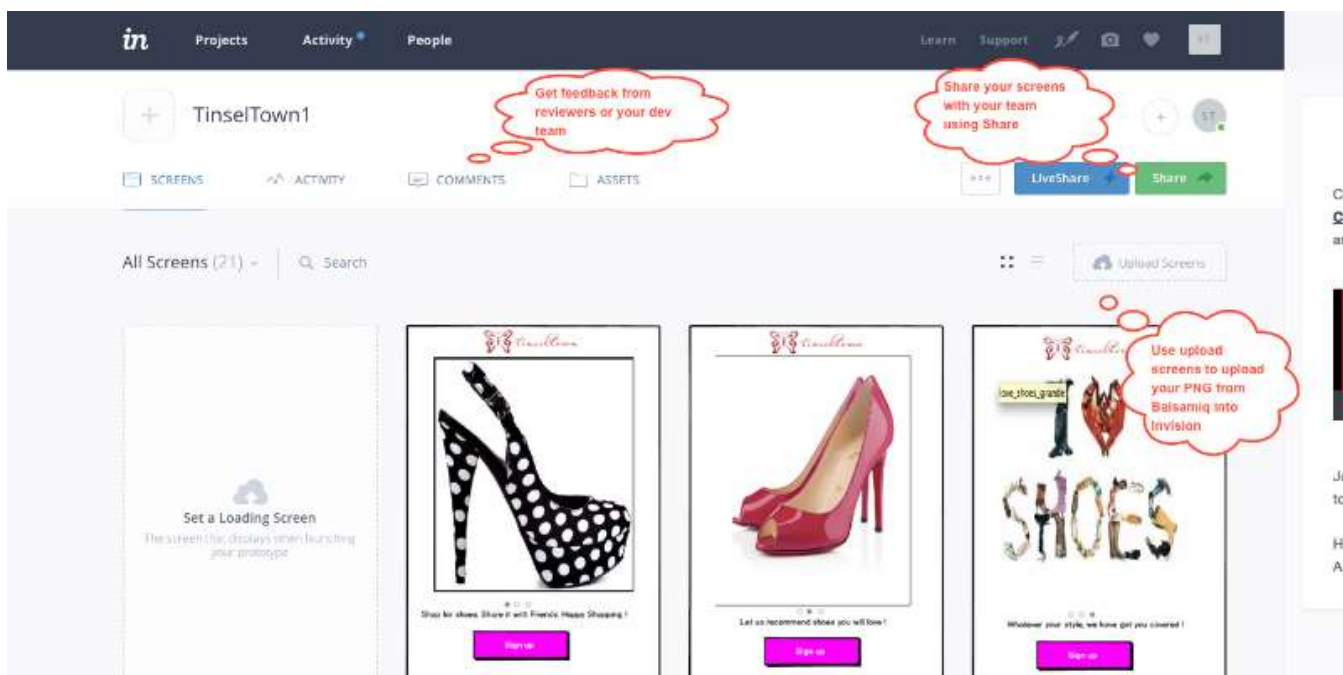 in Projects Activity People Learn Support
Get feedback from
reviewers or your dev
team
Share your screens
with your team
using Share
TinselTown1
ST
SCREENS ACTIVITY COMMENTS ASSETS
LiveShare Share
All Screens (21) Search
Upload Screens
Use upload
screens to upload
your PNG from
Balsamiq into
Invision
Set a Loading Screen
The screen that displays when launching
your prototype
TinselTown
Shop for shoes. Share it with Friends. Happy Shopping !
Sign up
TinselTown
Let us recommend shoes you will love !
Sign up
love_shoes_grande
I
SHOES
Whatever your style, we have got you covered !
Sign up